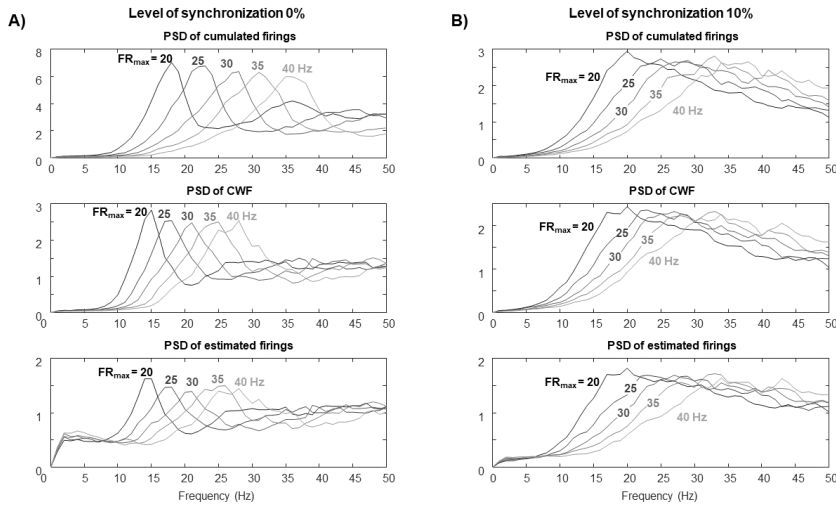 A)
Level of synchronization 0%
PSD of cumulated firings
FRmax = 20
25
30
35
40 Hz
8
6
4
2
0
0 5 10 15 20 25 30 35 40 45 50
PSD of CWF
FRmax = 20
25
30
35
40 Hz
3
2
1
0
0 5 10 15 20 25 30 35 40 45 50
PSD of estimated firings
FRmax = 20
25
30
35
40 Hz
2
1
0
0 5 10 15 20 25 30 35 40 45 50
Frequency (Hz)
B)
Level of synchronization 10%
PSD of cumulated firings
FRmax = 20
25
30
35
40 Hz
3
2
1
0
0 5 10 15 20 25 30 35 40 45 50
PSD of CWF
FRmax = 20
25
30
35
40 Hz
2
1
0
0 5 10 15 20 25 30 35 40 45 50
PSD of estimated firings
FRmax = 20
25
30
35
40 Hz
2
1
0
0 5 10 15 20 25 30 35 40 45 50
Frequency (Hz)